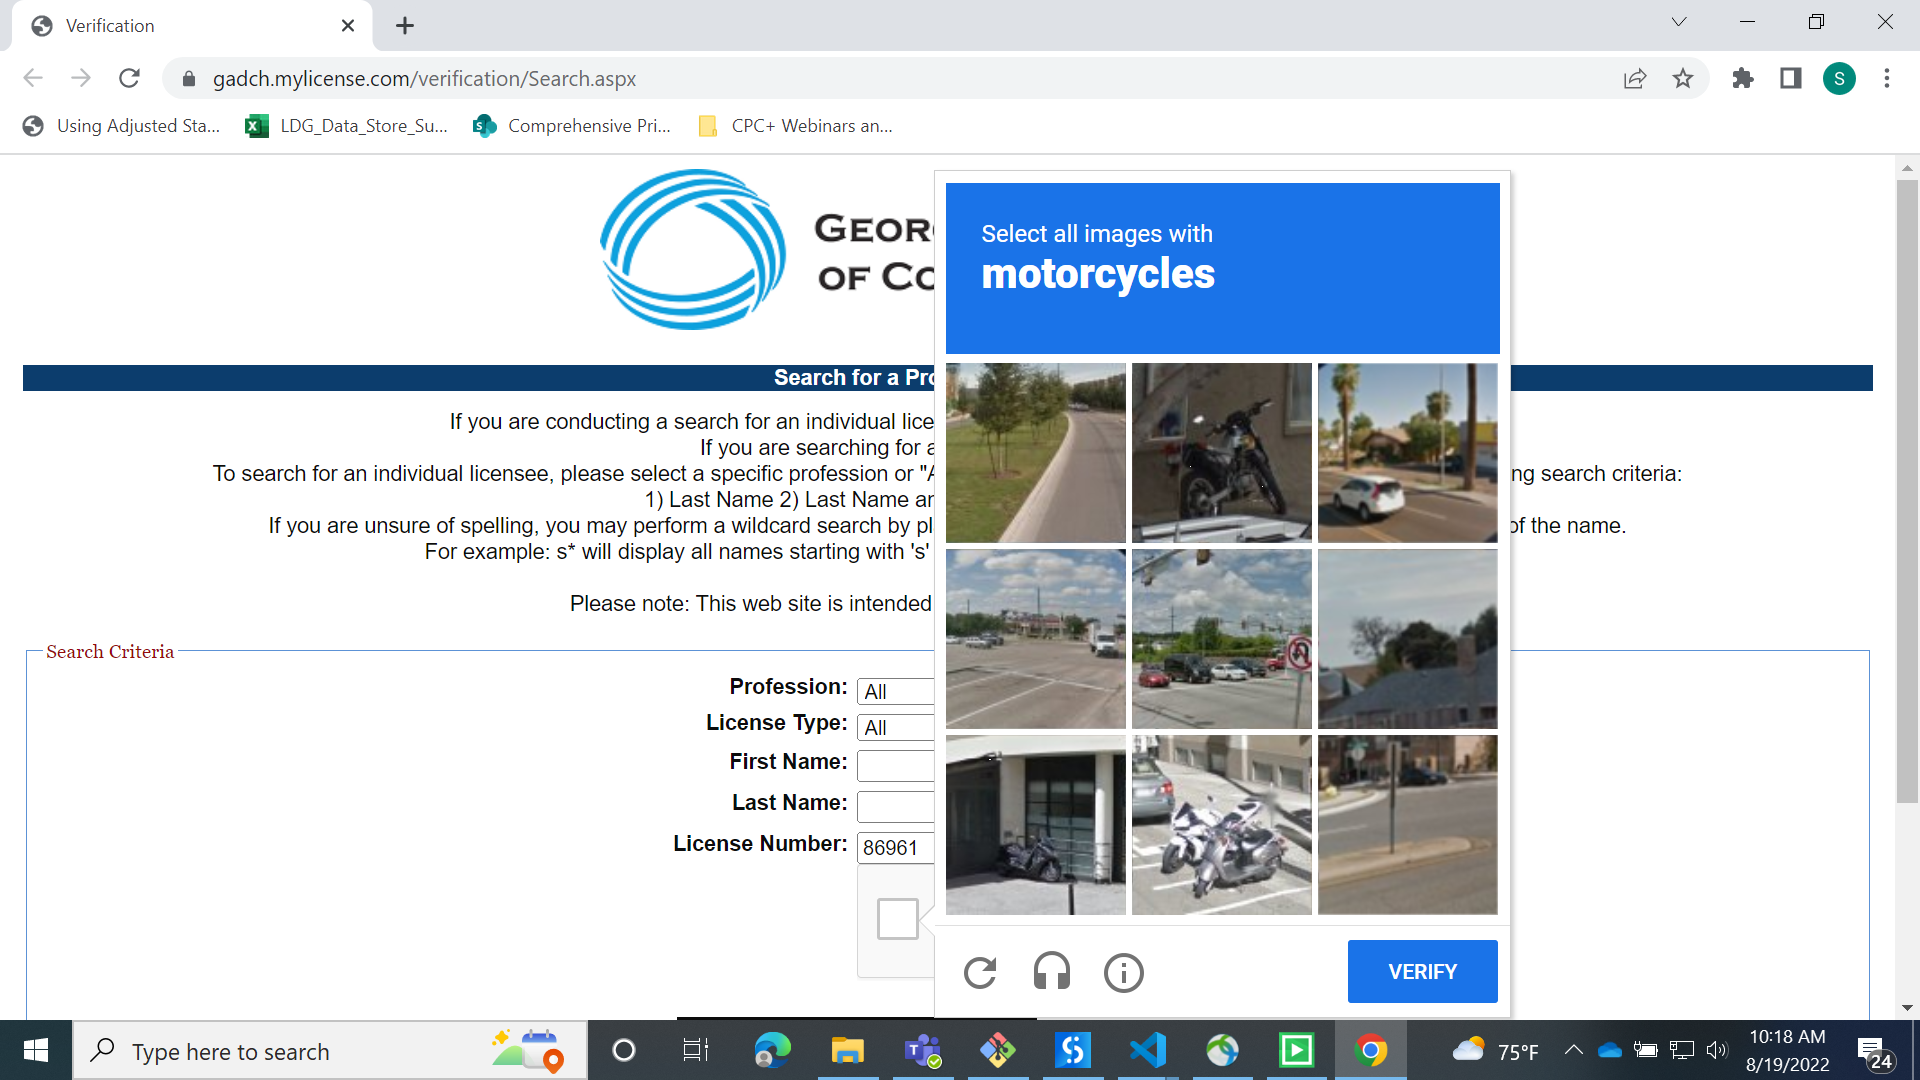 Verification
gadch.mylicense.com/verification/Search.aspx
S
Using Adjusted Sta...
LDG_Data_Store_Su...
Comprehensive Pri...
CPC+ Webinars an...
GEOR
OF CO
Search for a Pro
If you are conducting a search for an individual lice
If you are searching for a
To search for an individual licensee, please select a specific profession or "A
ng search criteria:
1) Last Name 2) Last Name an
If you are unsure of spelling, you may perform a wildcard search by pl
of the name.
For example: s* will display all names starting with 's'
Please note: This web site is intended
Search Criteria
Profession: All
License Type: All
First Name:
Last Name:
License Number: 86961
Select all images with
motorcycles
VERIFY
Type here to search
75°F
10:18 AM
8/19/2022
24